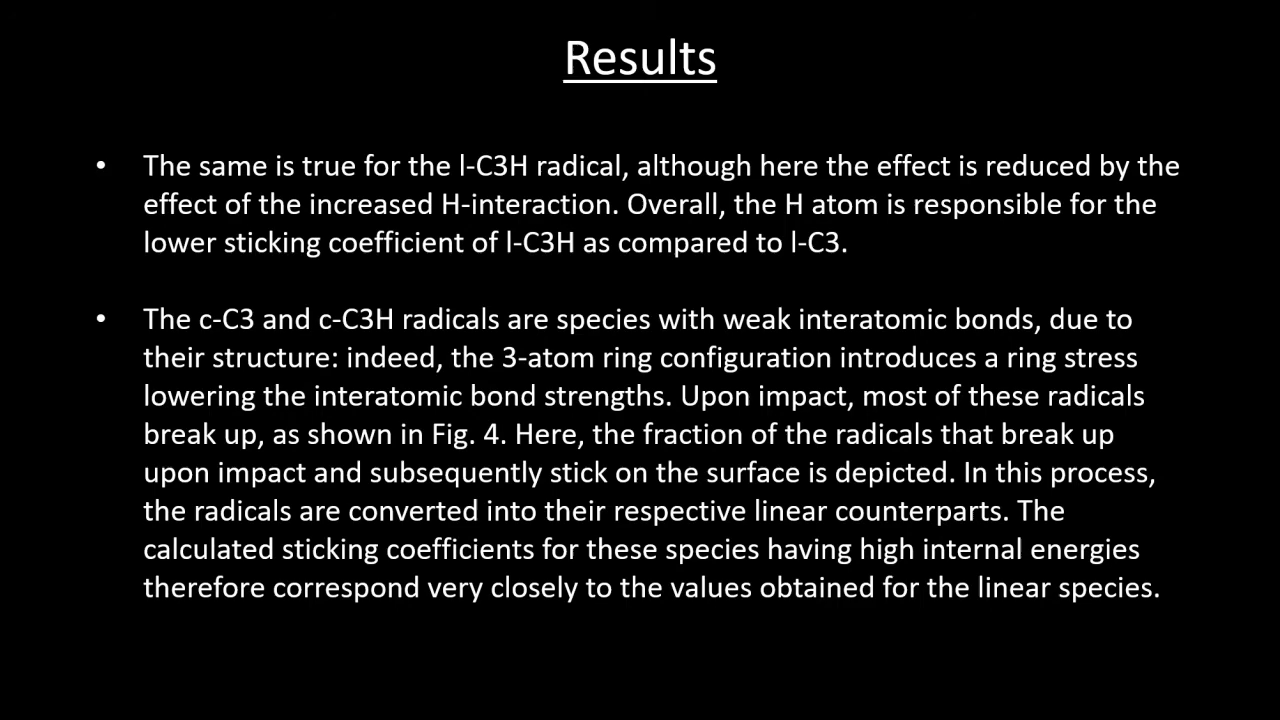 Results
• The same is true for the l-C3H radical, although here the effect is reduced by the
effect of the increased H-interaction. Overall, the H atom is responsible for the
lower sticking coefficient of l-C3H as compared to l-C3.
• The c-C3 and c-C3H radicals are species with weak interatomic bonds, due to
their structure: indeed, the 3-atom ring configuration introduces a ring stress
lowering the interatomic bond strengths. Upon impact, most of these radicals
break up, as shown in Fig. 4. Here, the fraction of the radicals that break up
upon impact and subsequently stick on the surface is depicted. In this process,
the radicals are converted into their respective linear counterparts. The
calculated sticking coefficients for these species having high internal energies
therefore correspond very closely to the values obtained for the linear species.